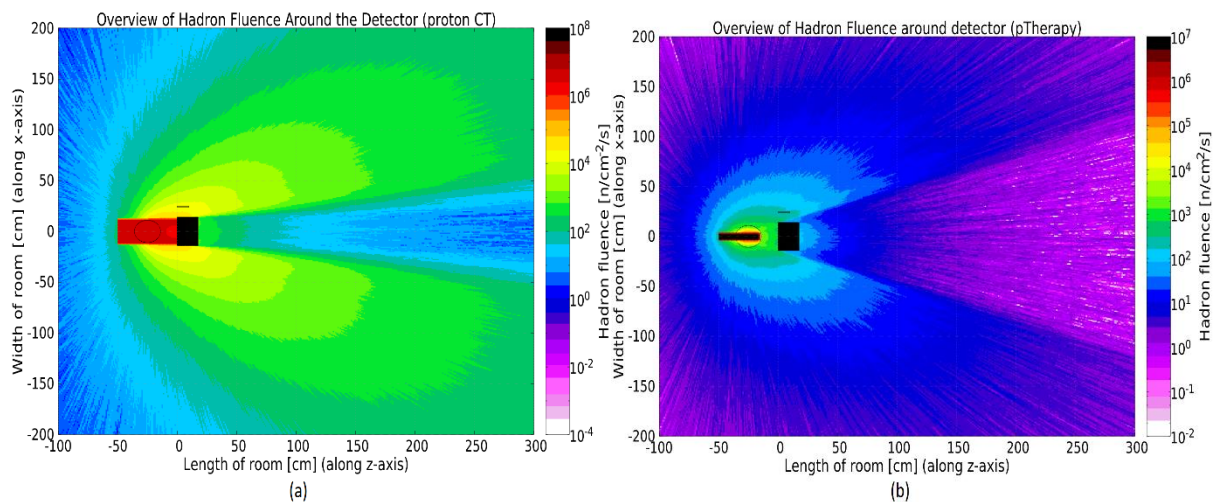 Overview of Hadron Fluence Around the Detector (proton CT)
200
150
100
50
0
-50
-100
-150
-200
Width of room [cm] (along x-axis)
-100 -50 0 50 100 150 200 250 300
Length of room [cm] (along z-axis)
10^8
10^6
10^4
10^2
10^0
10^-2
10^-4
Hadron fluence [n/cm^-2/s]
(a)
Overview of Hadron Fluence around detector (pTherapy)
200
150
100
50
0
-50
-100
-150
-200
Width of room [cm] (along x-axis)
-100 -50 0 50 100 150 200 250 300
Length of room [cm] (along z-axis)
10^7
10^6
10^5
10^4
10^3
10^2
10^1
10^0
10^-1
10^-2
Hadron fluence [n/cm^2/s]
(b)